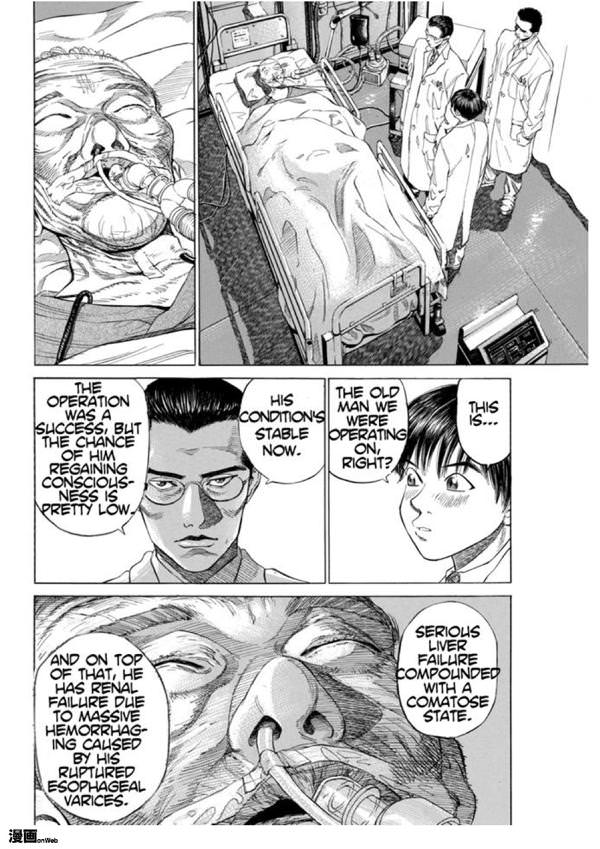 THIS
IS...
THE OLD
MAN WE
WERE
OPERATING
ON,
RIGHT?
HIS
CONDITION'S
STABLE
NOW.
THE
OPERATION
WAS A
SUCCESS, BUT
THE CHANCE
OF HIM
REGAINING
CONSCIOUS-
NESS IS
PRETTY LOW.
SERIOUS
LIVER
FAILURE
COMPOUNDED
WITH A
COMATOSE
STATE.
AND ON TOP
OF THAT, HE
HAS RENAL
FAILURE DUE
TO MASSIVE
HEMORRHAG-
ING CAUSED
BY HIS
RUPTURED
ESOPHAGEAL
VARICES.
漫画onWeb